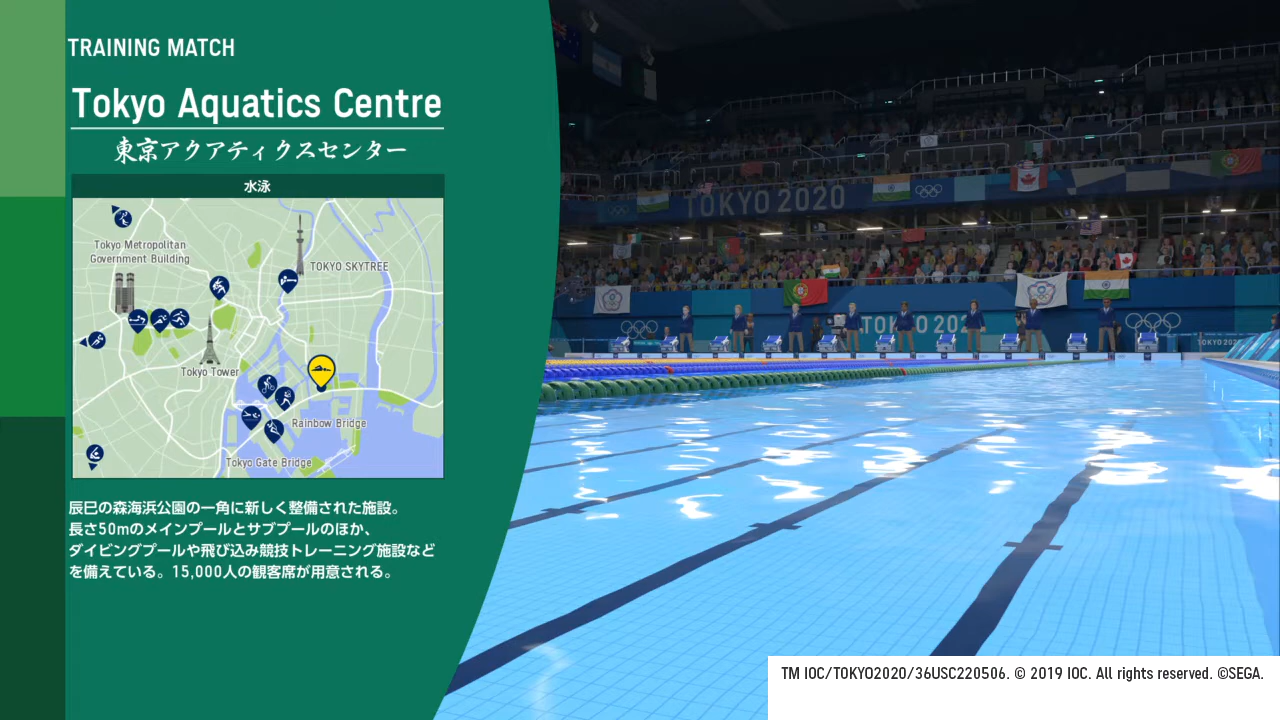 TRAINING MATCH
Tokyo Aquatics Centre
東京アクアティクスセンター
水泳
Tokyo Metropolitan
Government Building
TOKYO SKYTREE
Tokyo Tower
Rainbow Bridge
Tokyo Gate Bridge
辰巳の森海浜公園の一角に新しく整備された施設。
長さ50mのメインプールとサブプールのほか、
ダイビングプールや飛び込み競技トレーニング施設など
を備えている。15,000人の観客席が用意される。
TOKYO 2020
TOKYO 202
TOKYO 202
TM IOC/TOKYO2020/36USC220506. © 2019 IOC. All rights reserved. ©SEGA.